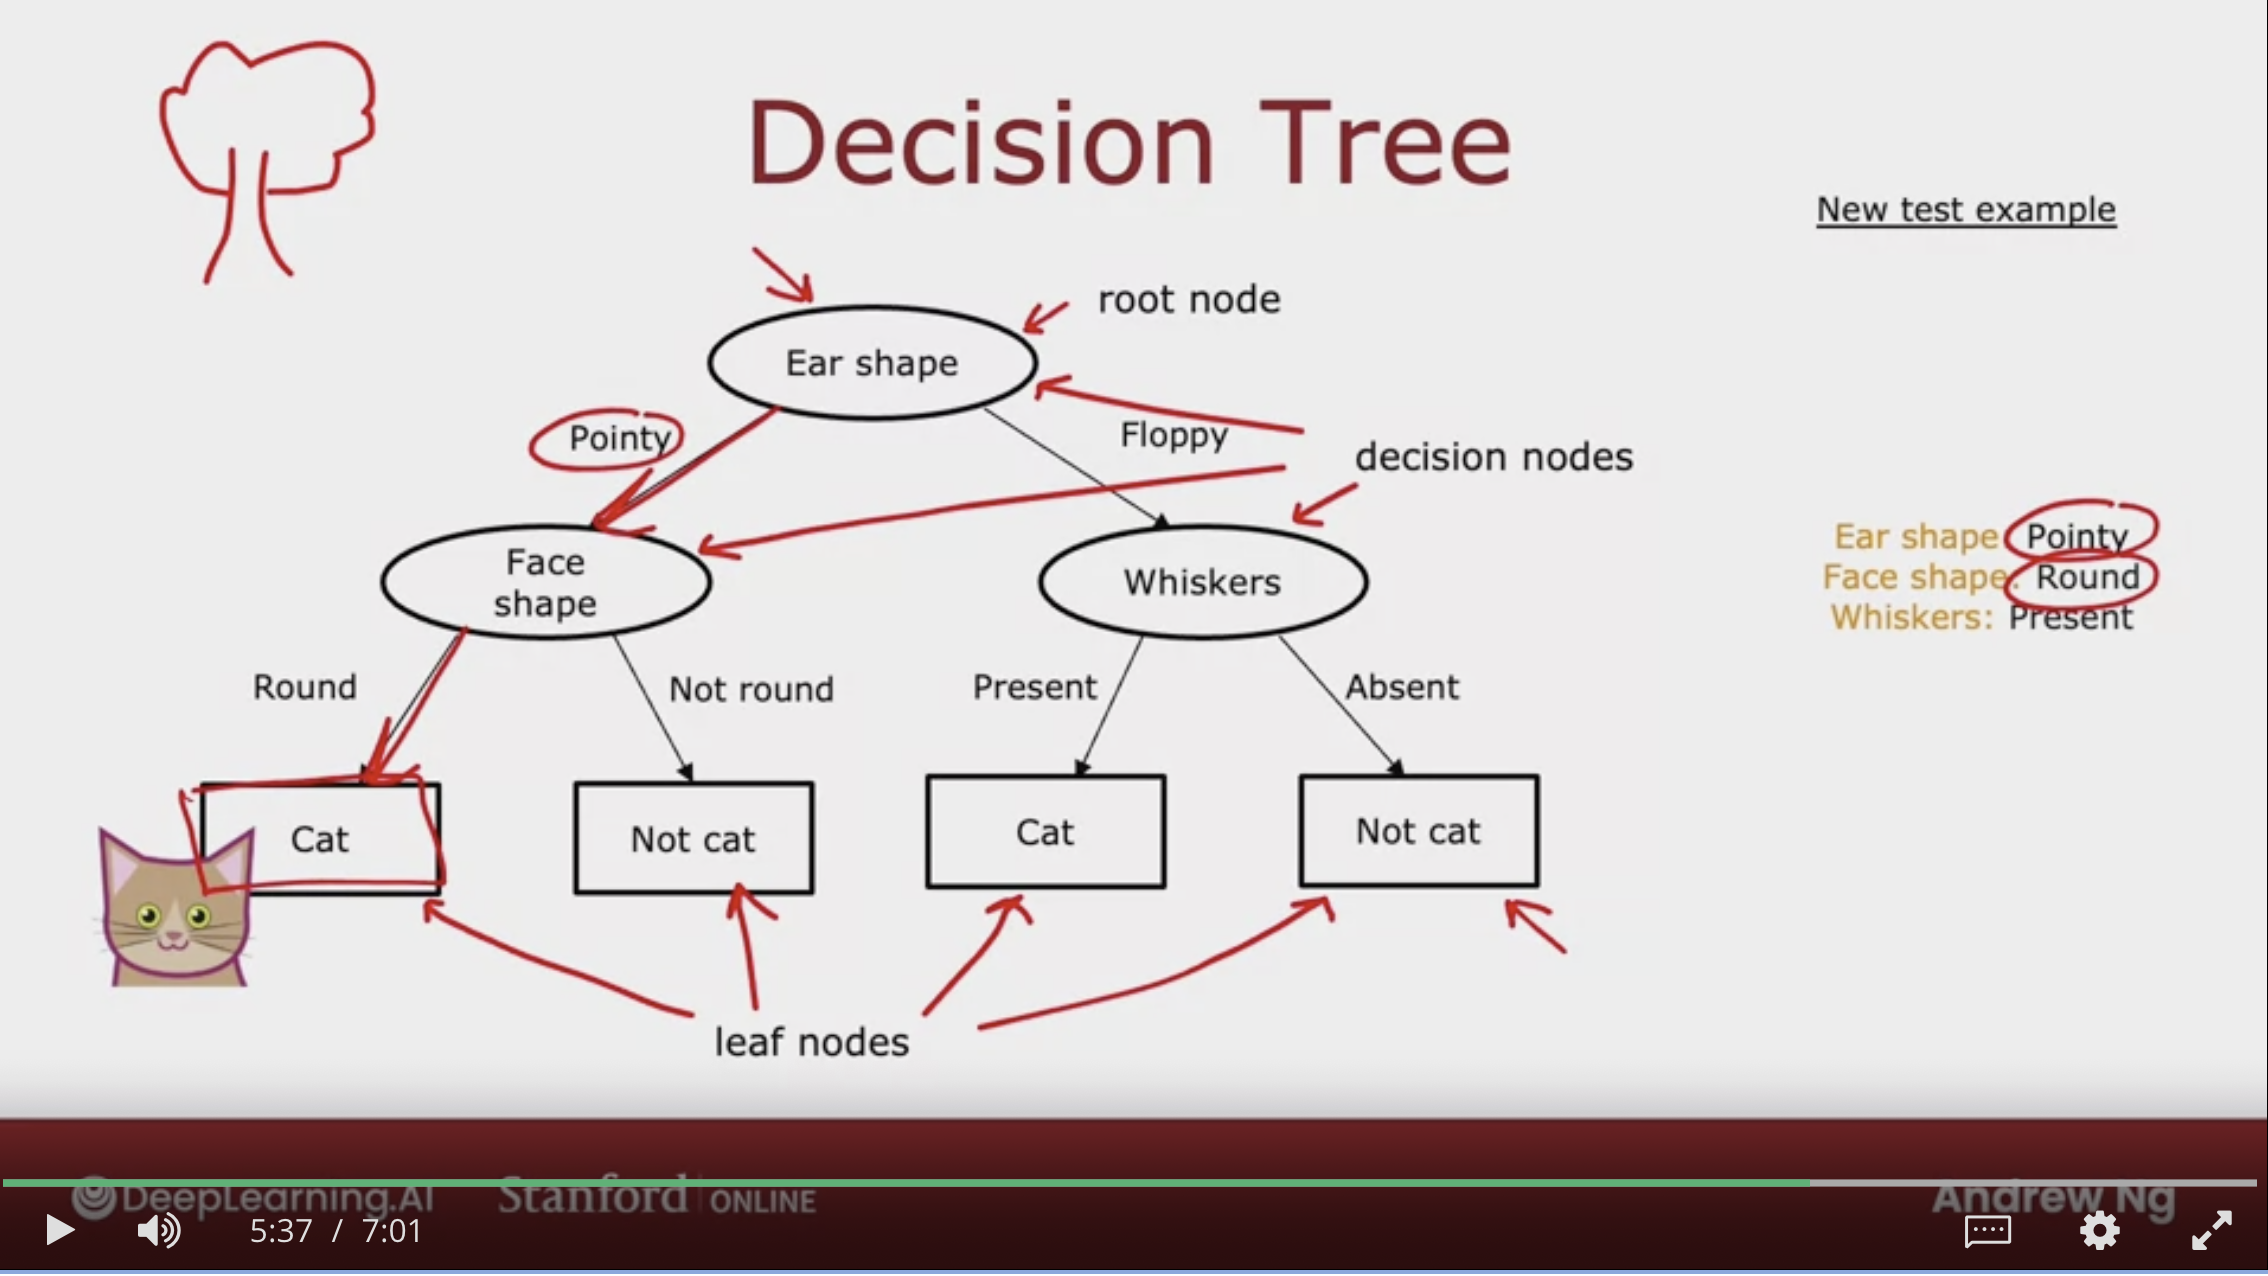 Decision Tree
New test example
root node
Ear shape
Pointy
Floppy
decision nodes
Face
shape
Whiskers
Ear shape Pointy
Face shape: Round
Whiskers: Present
Round
Not round
Present
Absent
Cat
Not cat
Cat
Not cat
leaf nodes
DeepLearning.AI
Stanford ONLINE
Andrew Ng
5:37 / 7:01